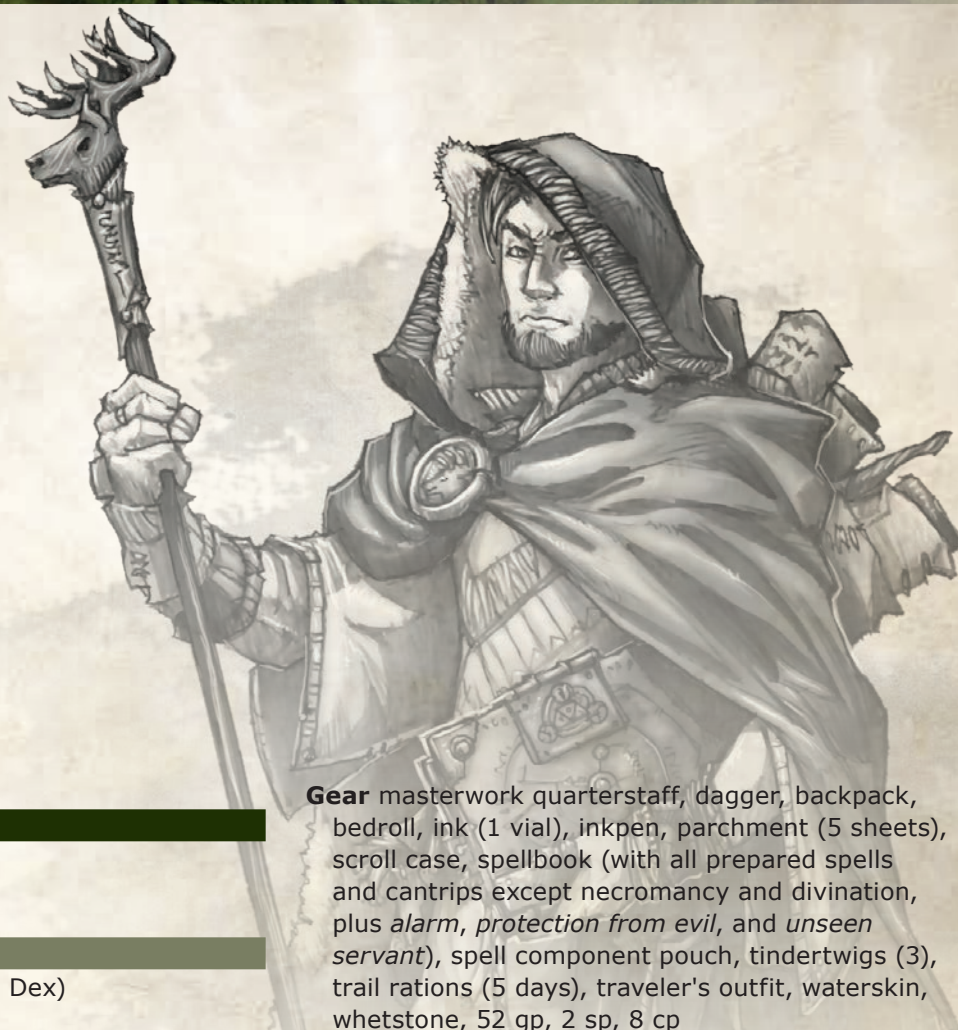 Dex)
Gear masterwork quarterstaff, dagger, backpack,
bedroll, ink (1 vial), inkpen, parchment (5 sheets),
scroll case, spellbook (with all prepared spells
and cantrips except necromancy and divination,
plus alarm, protection from evil, and unseen
servant), spell component pouch, tindertwigs (3),
trail rations (5 days), traveler's outfit, waterskin,
whetstone, 52 gp, 2 sp, 8 cp